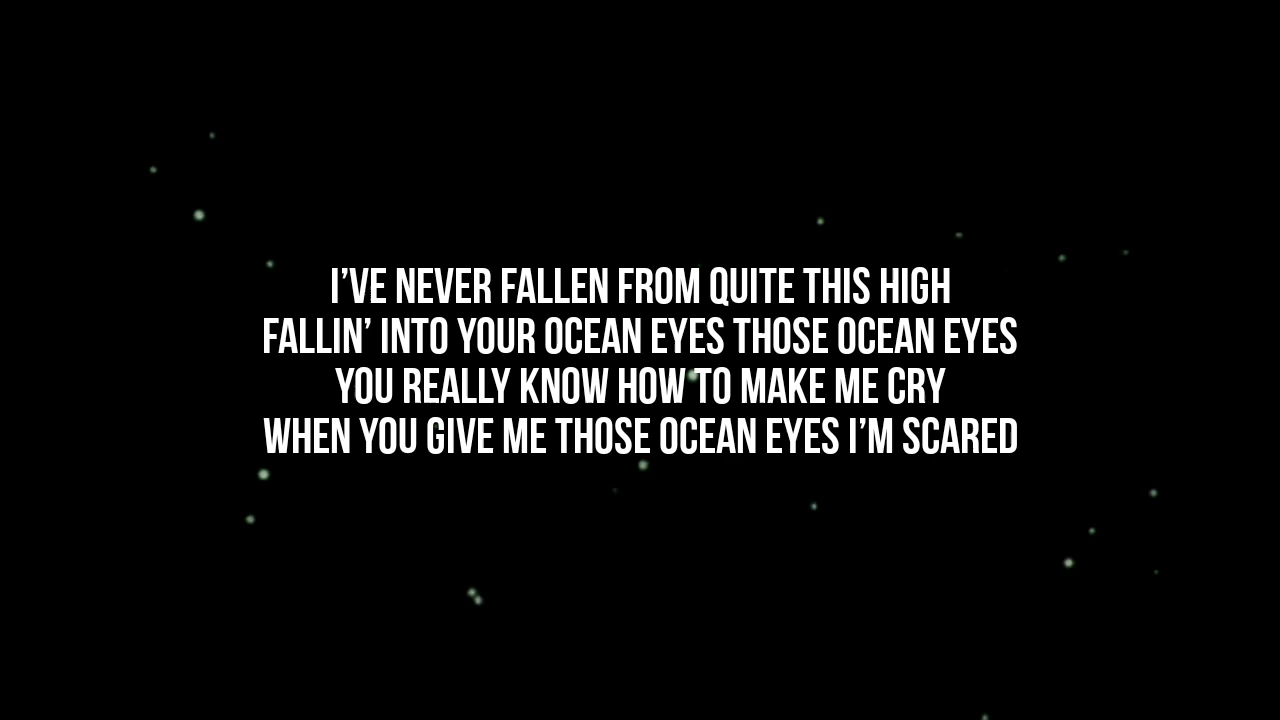 I'VE NEVER FALLEN FROM QUITE THIS HIGH
FALLIN' INTO YOUR OCEAN EYES THOSE OCEAN EYES
YOU REALLY KNOW HOW TO MAKE ME CRY
WHEN YOU GIVE ME THOSE OCEAN EYES I'M SCARED